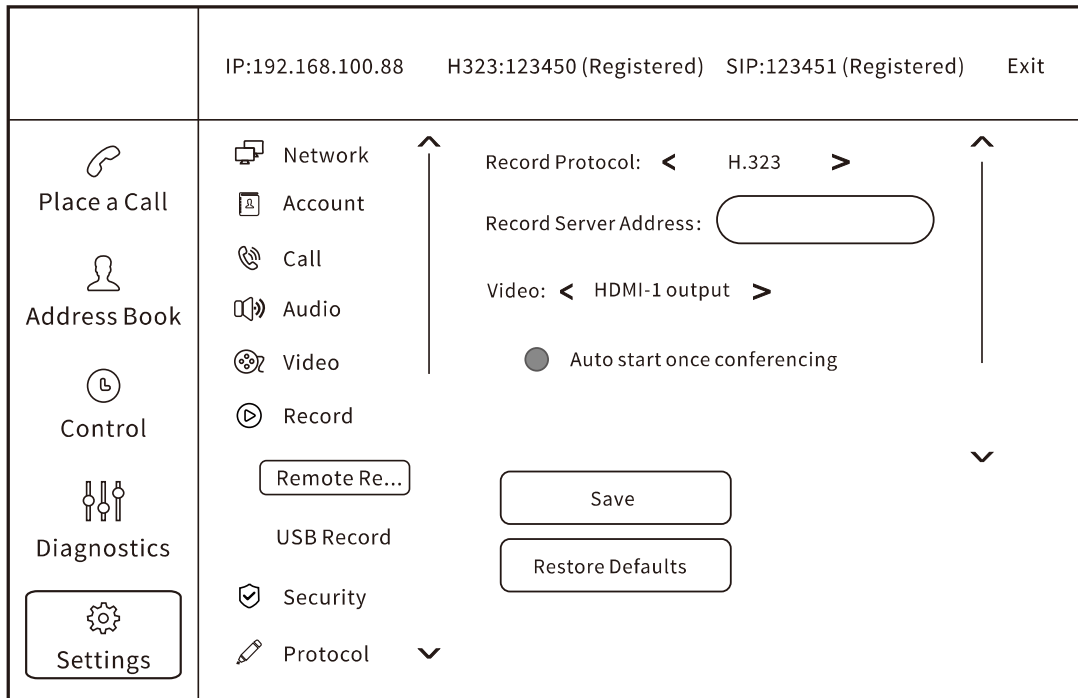 IP:192.168.100.88 H323:123450 (Registered) SIP:123451 (Registered) Exit
Place a Call
Address Book
Control
Diagnostics
Settings
Network
Account
Call
Audio
Video
Record
Remote Re...
USB Record
Security
Protocol
Record Protocol: < H.323 >
Record Server Address:
Video: < HDMI-1 output >
Auto start once conferencing
Save
Restore Defaults